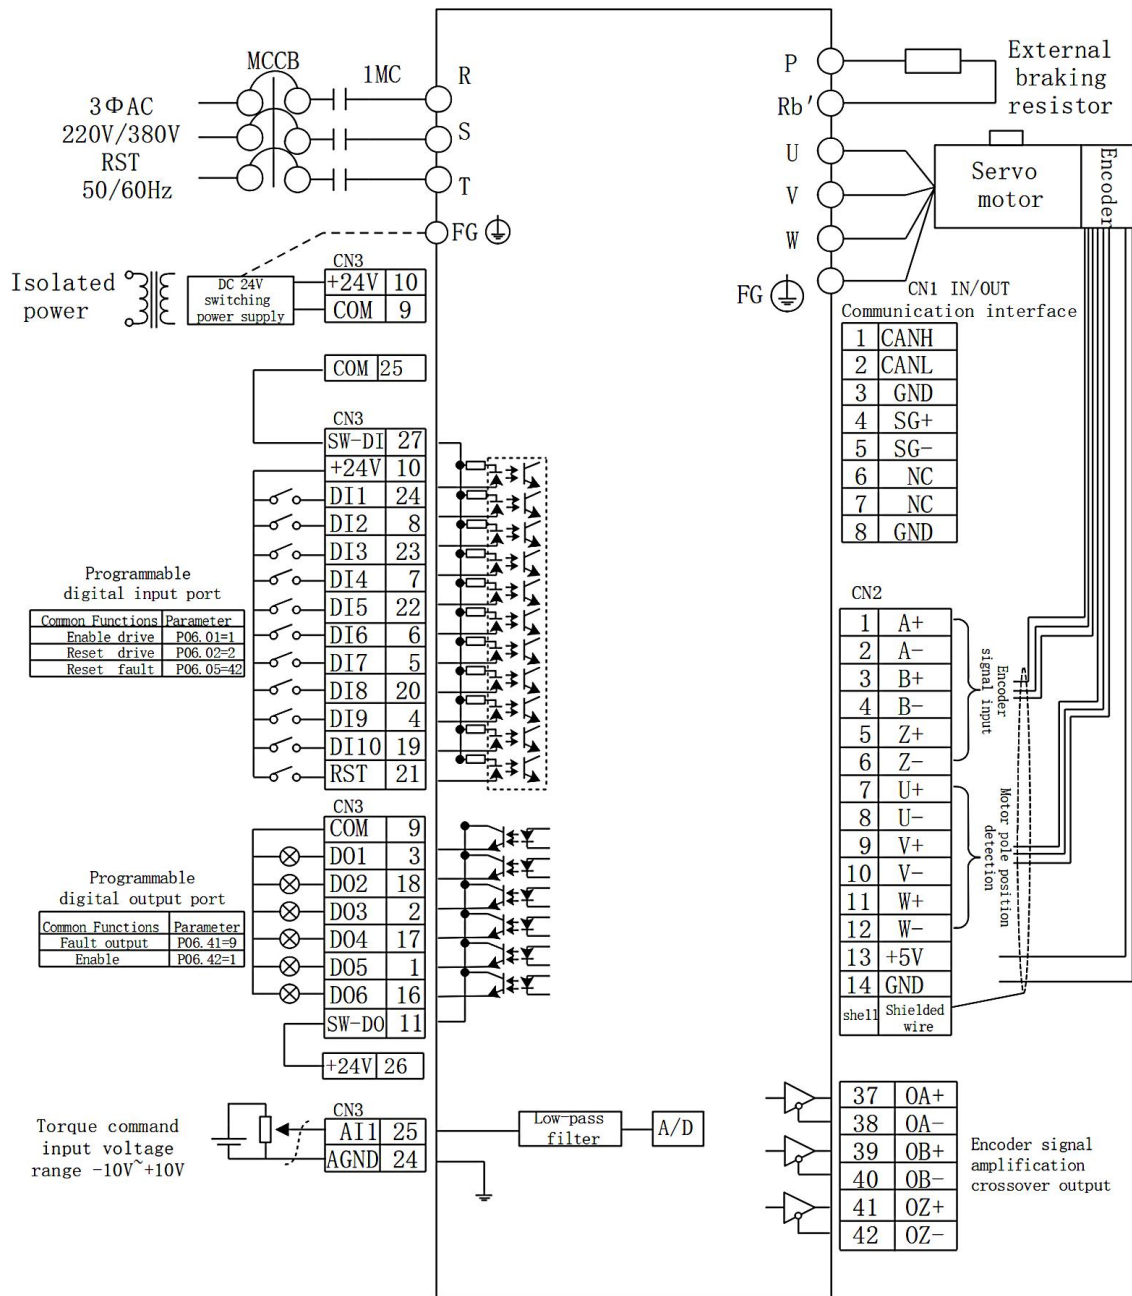 MCCB
1MC
R
3ΦAC
220V/380V
RST
50/60Hz
S
T
FG
P
Rb'
External
braking
resistor
U
V
W
FG
Servo
motor
Encoder
Isolated
power
DC 24V
switching
power supply
CN3
+24V 10
COM 9
COM 25
CN3
SW-DI 27
+24V 10
DI1 24
DI2 8
DI3 23
DI4 7
DI5 22
DI6 6
DI7 5
DI8 20
DI9 4
DI10 19
RST 21
Programmable
digital input port
Common Functions Parameter
Enable drive P06.01=1
Reset drive P06.02=2
Reset fault P06.05=42
CN3
COM 9
DO1 3
DO2 18
DO3 2
DO4 17
DO5 1
DO6 16
SW-DO 11
+24V 26
Programmable
digital output port
Common Functions Parameter
Fault output P06.41=9
Enable P06.42=1
Torque command
input voltage
range -10V~+10V
CN3
AI1 25
AGND 24
Low-pass
filter
A/D
CN1 IN/OUT
Communication interface
1 CANH
2 CANL
3 GND
4 SG+
5 SG-
6 NC
7 NC
8 GND
CN2
1 A+
2 A-
3 B+
4 B-
5 Z+
6 Z-
7 U+
8 U-
9 V+
10 V-
11 W+
12 W-
13 +5V
14 GND
shell Shielded
wire
Encoder
signal input
Motor pole position
detection
37 OA+
38 OA-
39 OB+
40 OB-
41 OZ+
42 OZ-
Encoder signal
amplification
crossover output